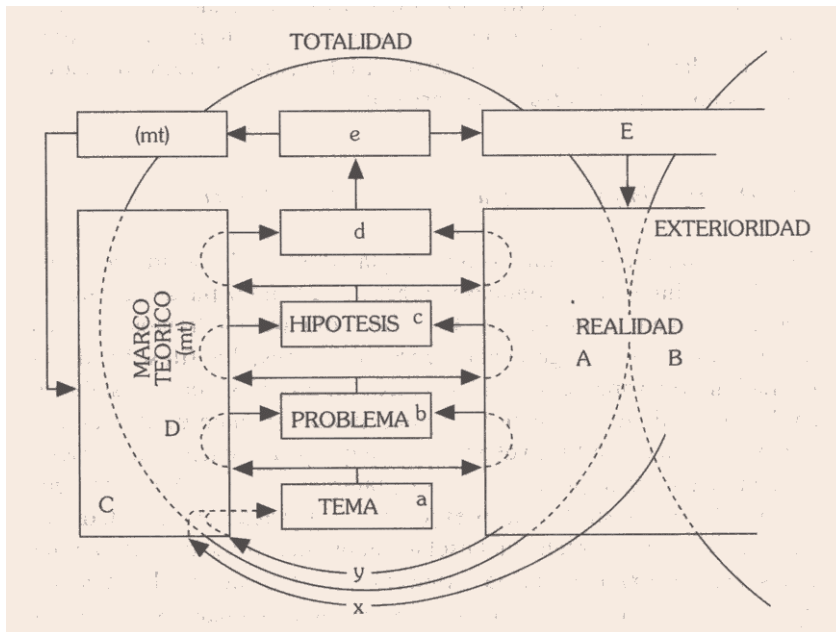 TOTALIDAD
(mt)
e
E
d
EXTERIORIDAD
MARCO
TEORICO
(mt)
HIPOTESIS c
REALIDAD
A B
PROBLEMA b
D
C
TEMA a
y
x